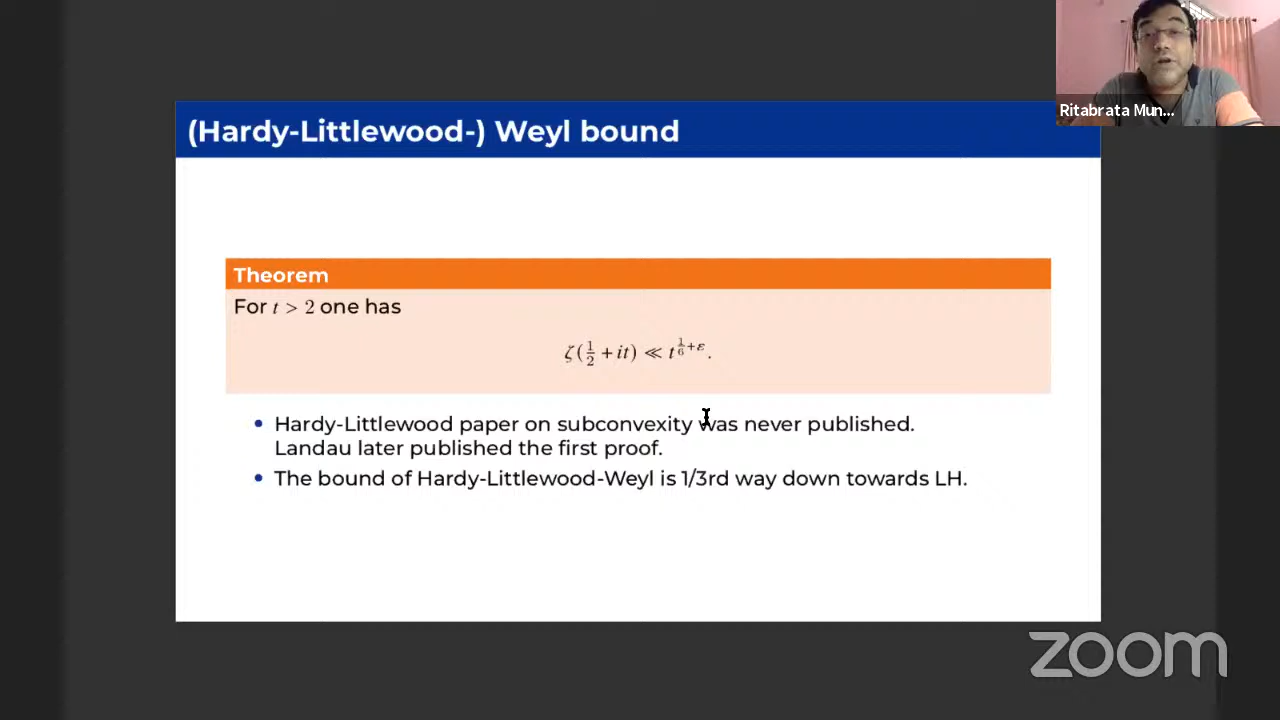 (Hardy-Littlewood-) Weyl bound
Ritabrata Mun...
Theorem
For t > 2 one has
ζ(1/2 + it) ≪ t^{1/6+ε}.
• Hardy-Littlewood paper on subconvexity was never published.
Landau later published the first proof.
• The bound of Hardy-Littlewood-Weyl is 1/3rd way down towards LH.
zoom